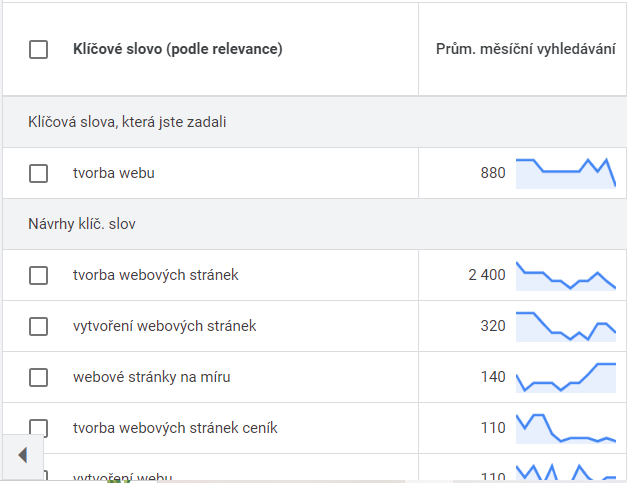 Klíčové slovo (podle relevance) Prům. měsíční vyhledávání
Klíčová slova, která jste zadali
tvorba webu 880
Návrhy klíč. slov
tvorba webových stránek 2 400
vytvoření webových stránek 320
webové stránky na míru 140
tvorba webových stránek ceník 110
vytvoření webu 110